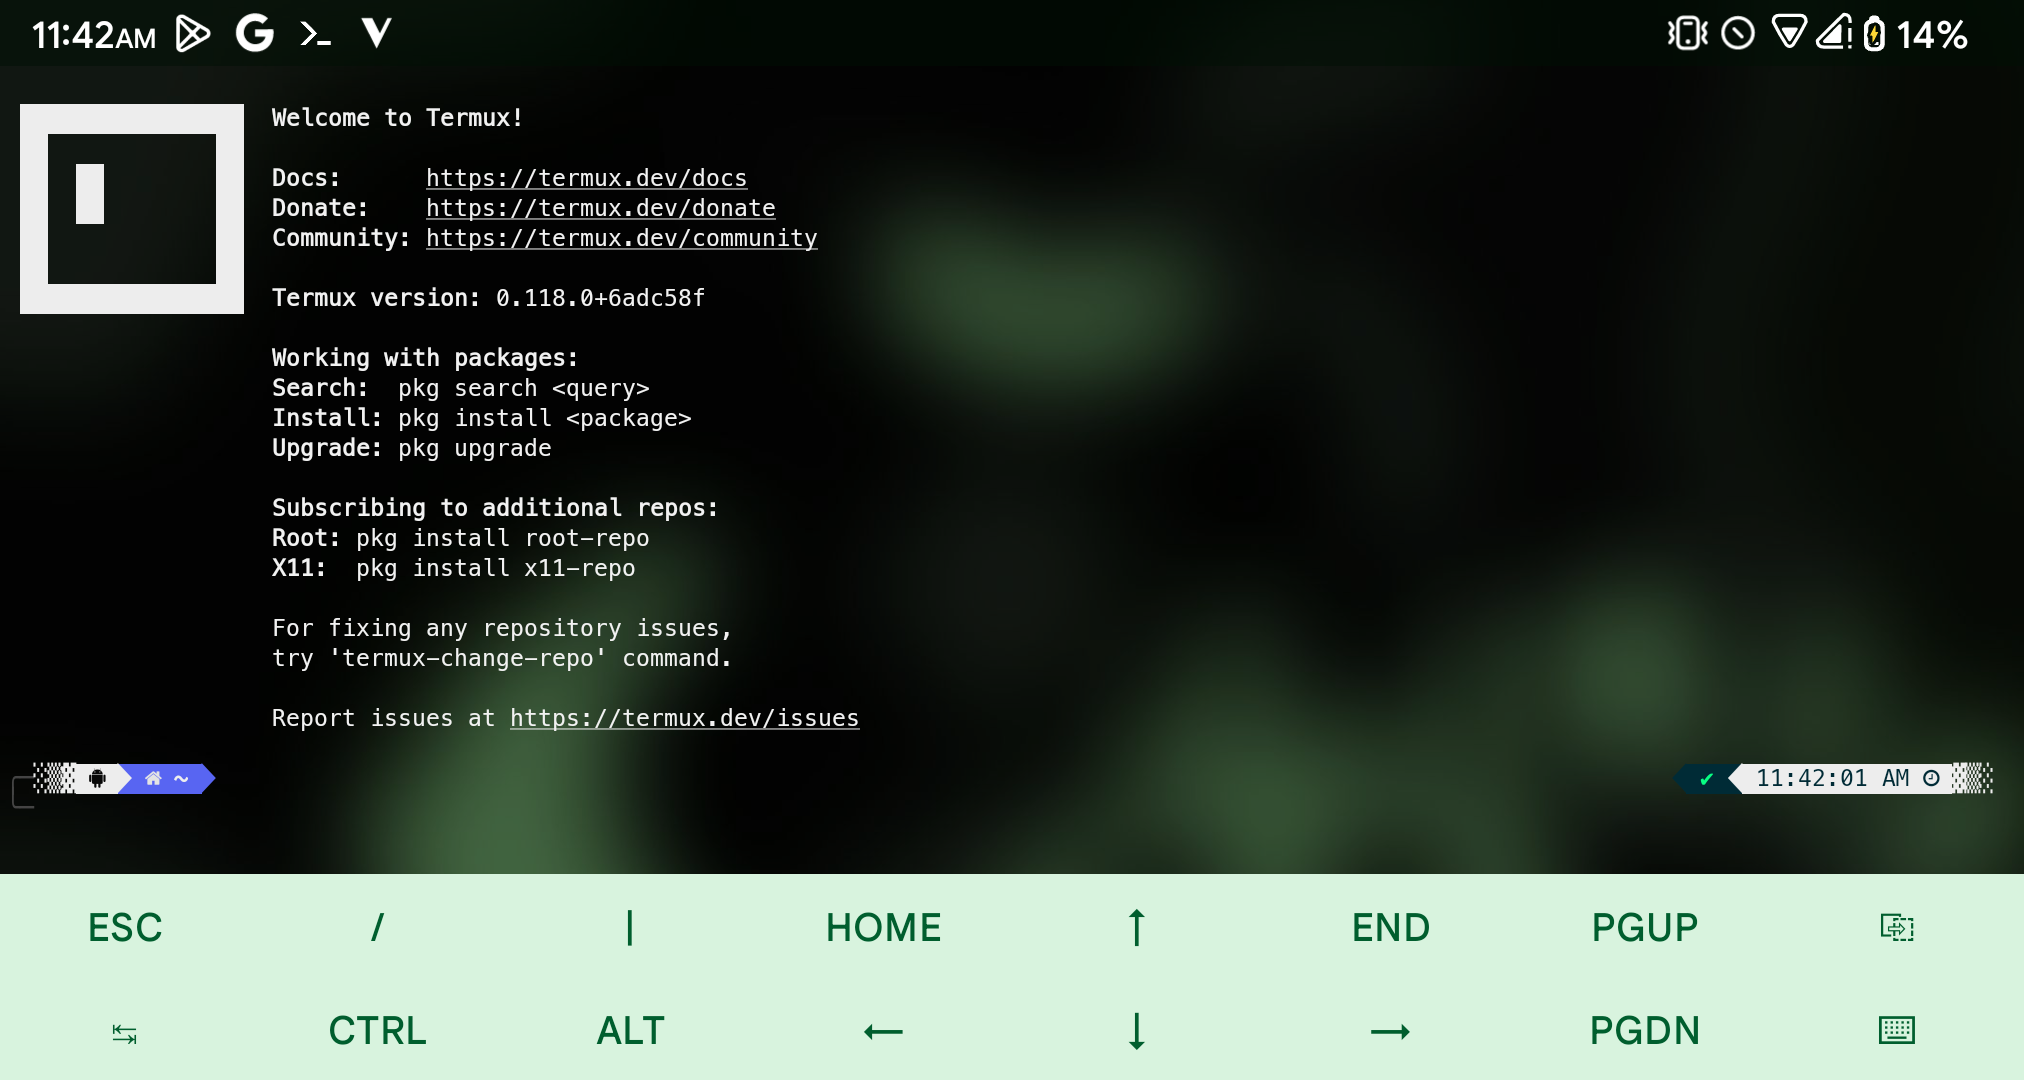 11:42AM 14%
Welcome to Termux!
Docs: https://termux.dev/docs
Donate: https://termux.dev/donate
Community: https://termux.dev/community
Termux version: 0.118.0+6adc58f
Working with packages:
Search: pkg search <query>
Install: pkg install <package>
Upgrade: pkg upgrade
Subscribing to additional repos:
Root: pkg install root-repo
X11: pkg install x11-repo
For fixing any repository issues,
try 'termux-change-repo' command.
Report issues at https://termux.dev/issues
~ ✔ 11:42:01 AM
ESC / | HOME ↑ END PGUP
CTRL ALT ← ↓ → PGDN